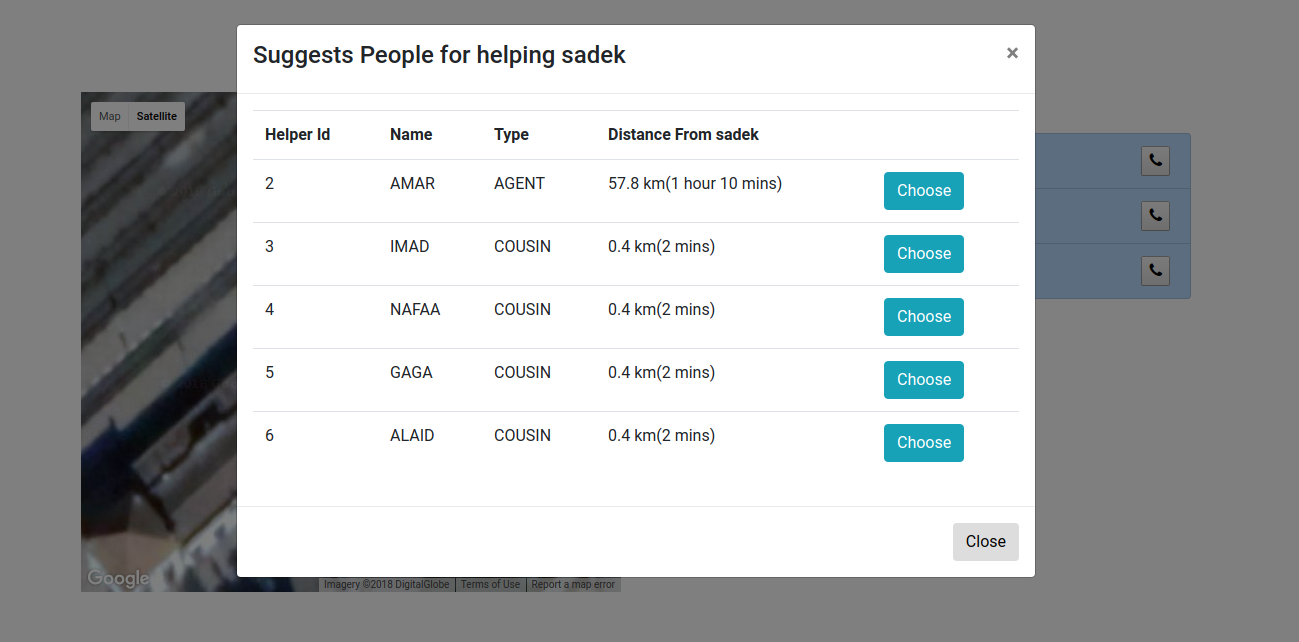 Suggests People for helping sadek ×
Map Satellite
Helper Id Name Type Distance From sadek
2 AMAR AGENT 57.8 km(1 hour 10 mins) Choose
3 IMAD COUSIN 0.4 km(2 mins) Choose
4 NAFAA COUSIN 0.4 km(2 mins) Choose
5 GAGA COUSIN 0.4 km(2 mins) Choose
6 ALAID COUSIN 0.4 km(2 mins) Choose
Close
Google Imagery ©2018 DigitalGlobe Terms of Use Report a map error